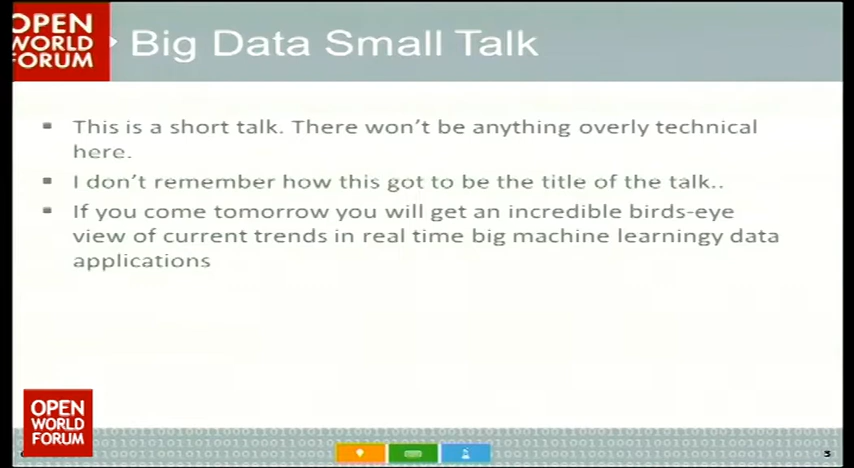 OPEN
WORLD
FORUM
Big Data Small Talk
This is a short talk. There won't be anything overly technical
here.
I don't remember how this got to be the title of the talk..
If you come tomorrow you will get an incredible birds-eye
view of current trends in real time big machine learningy data
applications
OPEN
WORLD
FORUM